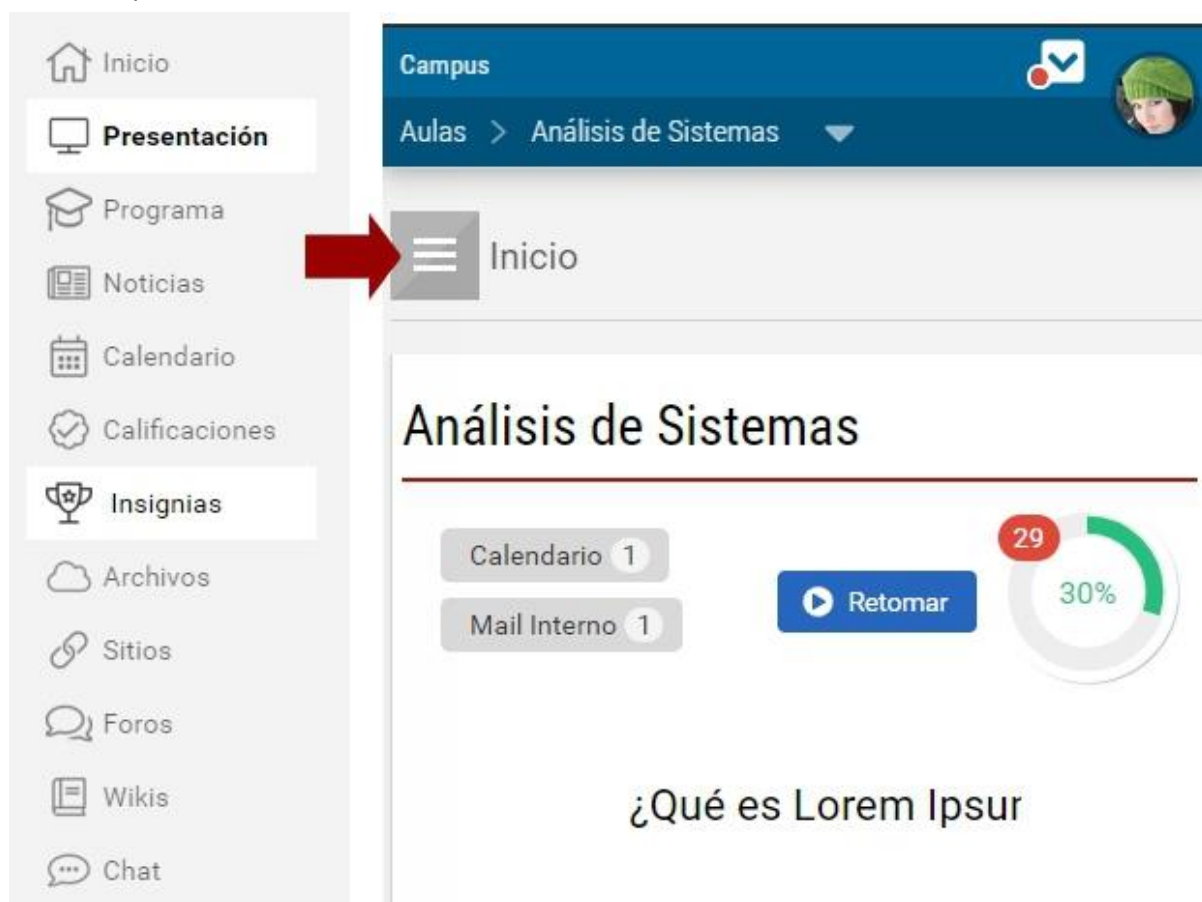 Inicio
Presentación
Programa
Noticias
Calendario
Calificaciones
Insignias
Archivos
Sitios
Foros
Wikis
Chat
Campus
Aulas > Análisis de Sistemas
Inicio
Análisis de Sistemas
Calendario 1
Mail Interno 1
Retomar
29
30%
¿Qué es Lorem Ipsur